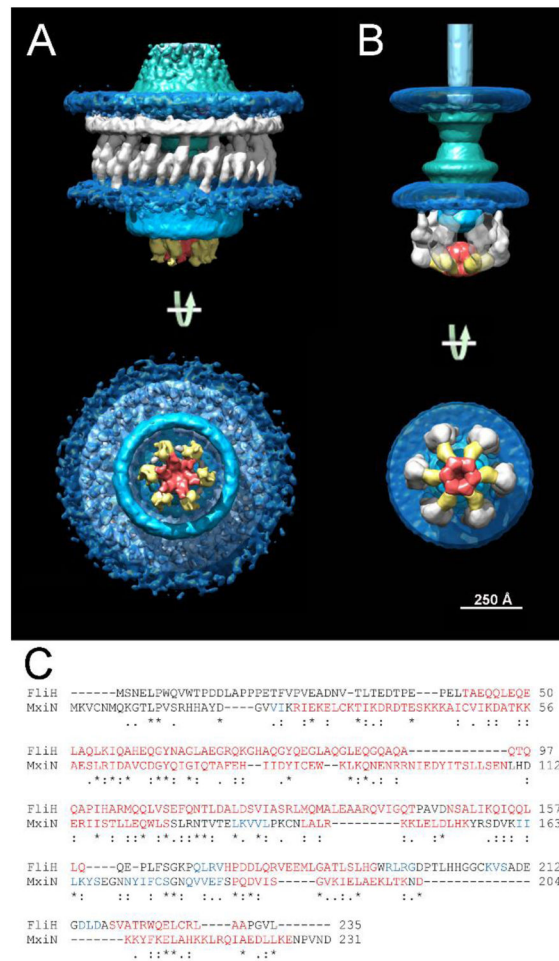 A
B
250 Å
C
FliH ------MSNELPWQVWTPDDLAPPPETFVPVEADNV-TLTEDTPE---PELTAEQQLEQE 50
MxiN MKVCNMQKGTLPVSRHHAYD----GVVIKRIEKELCKTIKDRDTESKKKAICVIKDATKK 56
. ** : * : : :* : *:.: * . : : ::
FliH LAQLKIQAHEQGYNAGLAEGRQKGHAQGYQEGLAQGLEQGQAQA-------------QTQ 97
MxiN AESLRIDAVCDGYQIGIQTAFEH--IIDYICEW--KLKQNENRRNIEDYITSLLSENLHD 112
.*:*:* :**: *: . :: .* *:*.: : :
FliH QAPIHARMQQLVSEFQNTLDALDSVIASRLMQMALEAARQVIGQTPAVDNSALIKQIQQL 157
MxiN ERIISTLLEQWLSSLRNTVTELKVVLPKCNLALR---------KKLELDLHKYRSDVKII 163
: * : ::* :*.::**: *. *:.. : : :. :* .::: :
FliH LQ----QE-PLFSGKPQLRVHPDDLQRVEEMLGATLSLHGWRLRGDPTLHHGGCKVSADE 212
MxiN LKYSEGNNYIFCSGNQVVEFSPQDVIS------GVKIELAEKLTKND------------- 204
*: :: : **: :.. *:*: *. :* .*
FliH GDLDASVATRWQELCRL---AAPGVL------ 235
MxiN -------KKYFKELAHKKLRQIAEDLLKENPVND 231
. ::**.: *. *